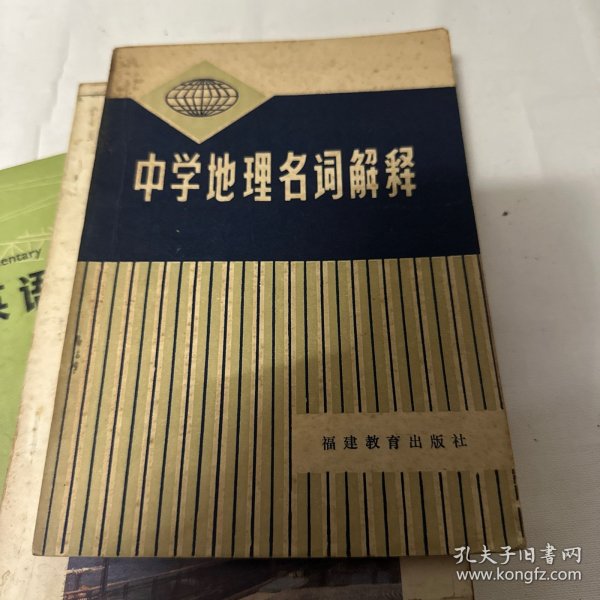 中学地理名词解释
福建教育出版社
entary
英语
孔夫子旧书网
www.kongfz.com